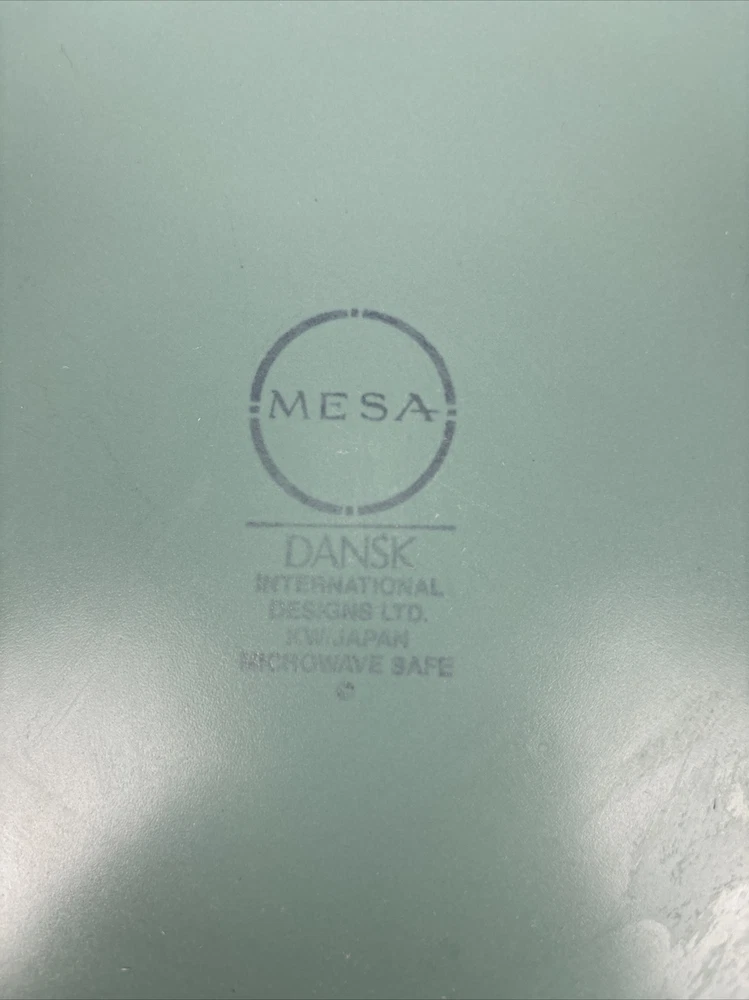 MESA
DANSK
INTERNATIONAL
DESIGNS LTD.
KW/JAPAN
MICROWAVE SAFE
©